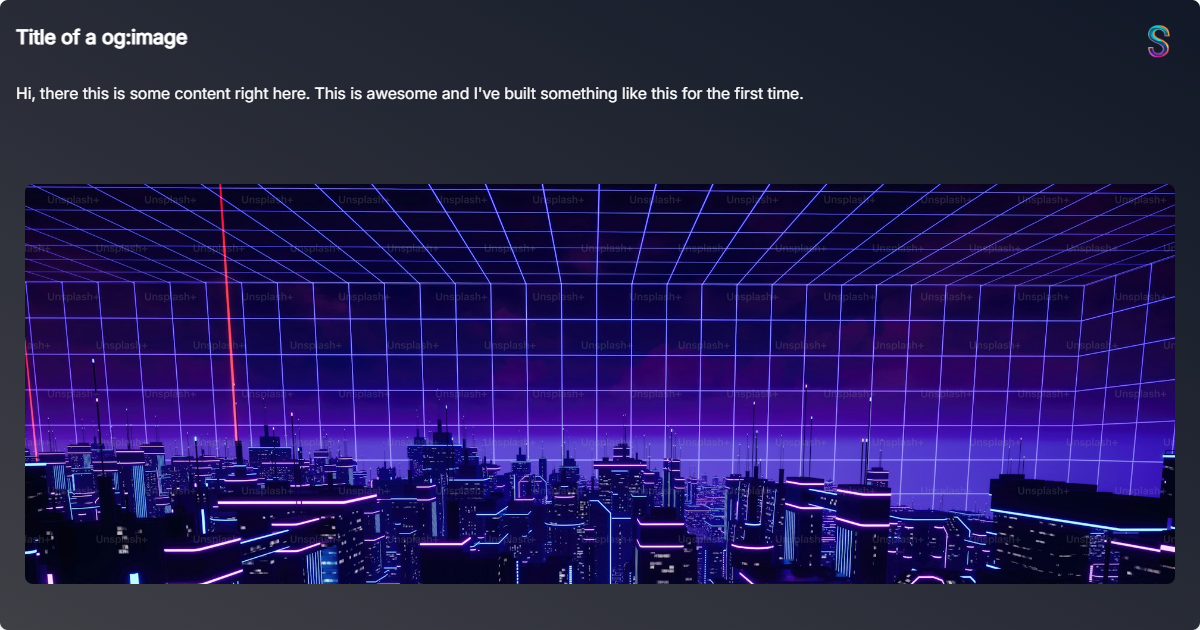 Title of a og:image
S
Hi, there this is some content right here. This is awesome and I've built something like this for the first time.
Unsplash+ Unsplash+ Unsplash+ Unsplash+ Unsplash+ Unsplash+ Unsplash+ Unsplash+ Unsplash+ Unsplash+ Unsplash+ Unsplash+